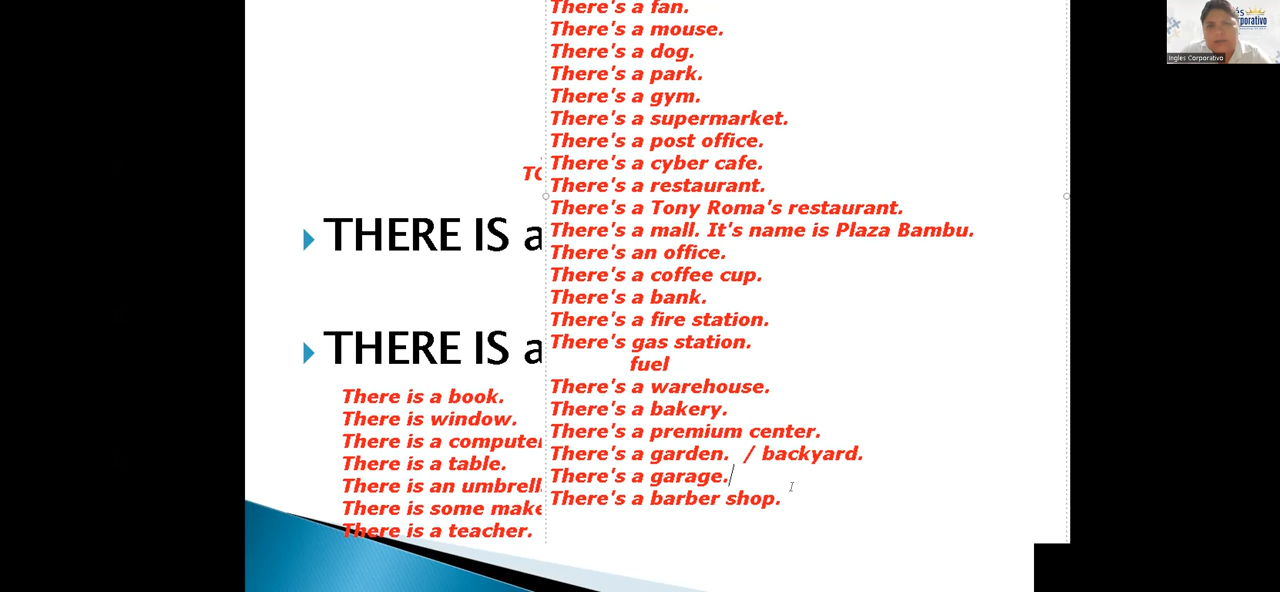 There's a fan.
There's a mouse.
There's a dog.
There's a park.
There's a gym.
There's a supermarket.
There's a post office.
There's a cyber cafe.
There's a restaurant.
There's a Tony Roma's restaurant.
There's a mall. It's name is Plaza Bambu.
There's an office.
There's a coffee cup.
There's a bank.
There's a fire station.
There's gas station.
fuel
There's a warehouse.
There's a bakery.
There's a premium center.
There's a garden. / backyard.
There's a garage.
There's a barber shop.
THERE IS a
THERE IS a
There is a book.
There is window.
There is a computer
There is a table.
There is an umbrell
There is some make
There is a teacher.
Ingles Corporativo